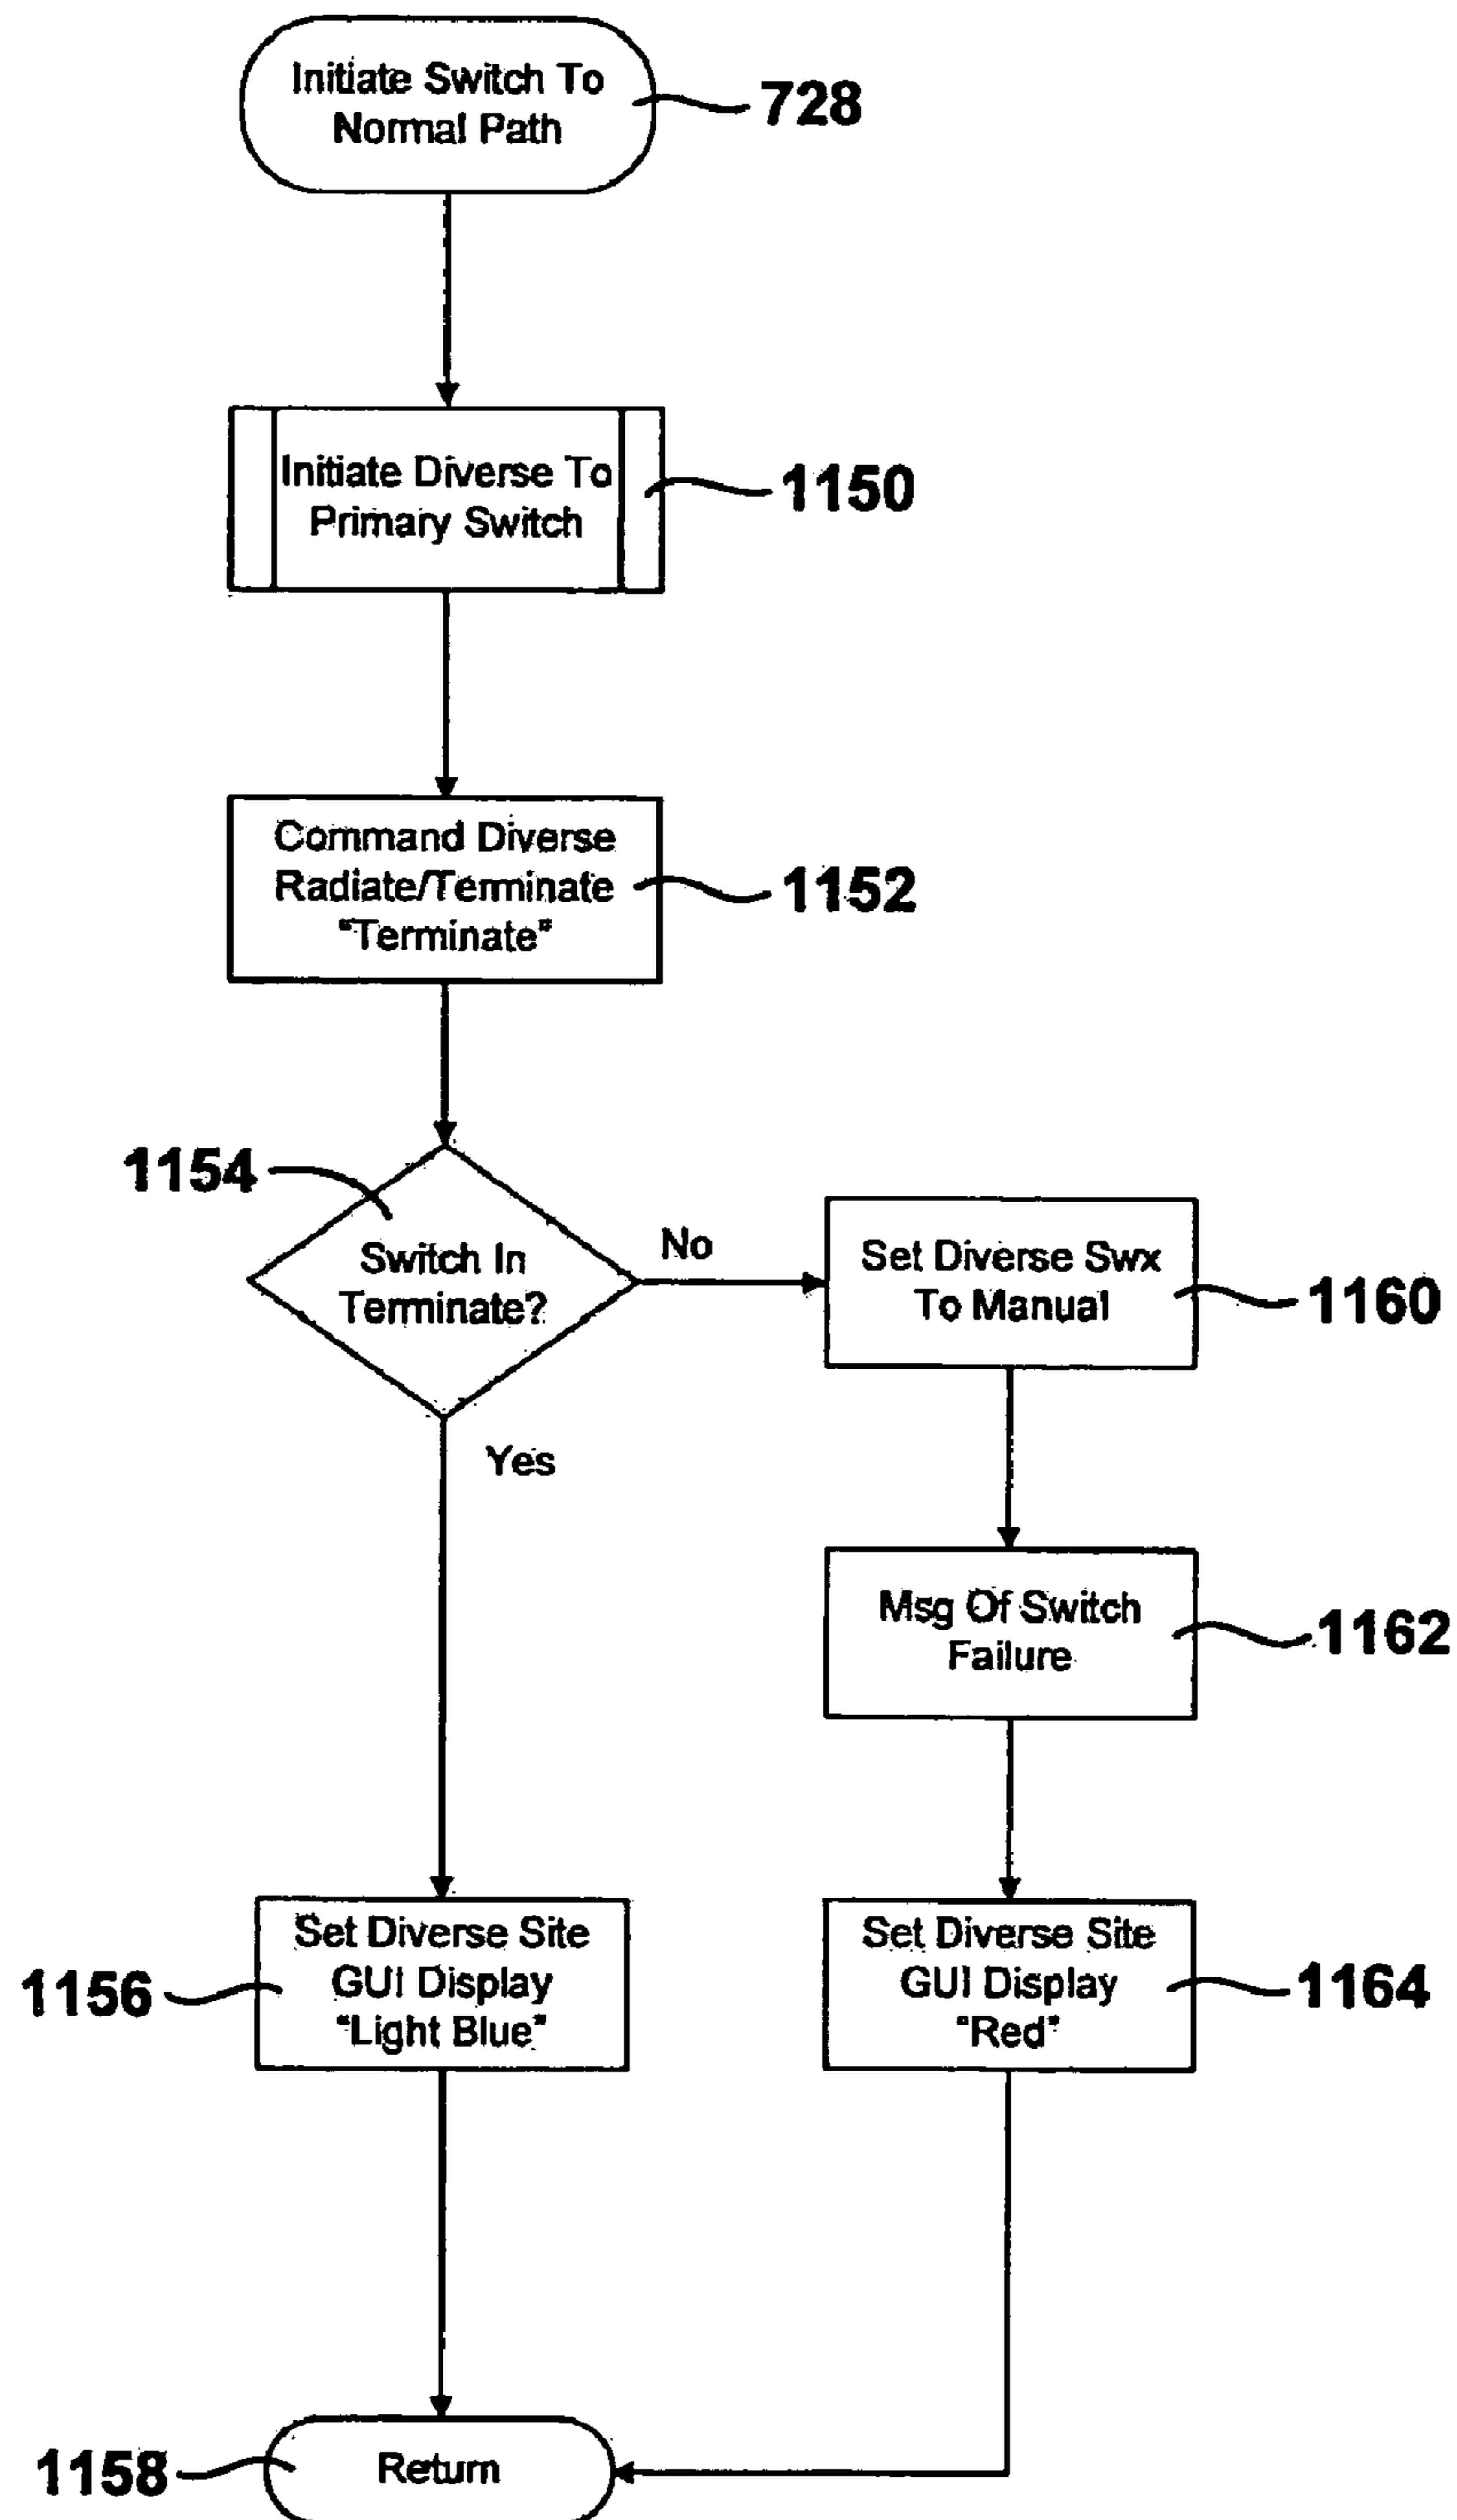 Initiate Switch To
Normal Path
728
Initiate Diverse To
Primary Switch
1150
Command Diverse
Radiate/Terminate
"Terminate"
1152
1154
Switch In
Terminate?
No
Yes
Set Diverse Swx
To Manual
1160
Msg Of Switch
Failure
1162
Set Diverse Site
GUI Display
"Light Blue"
1156
Set Diverse Site
GUI Display
"Red"
1164
Return
1158